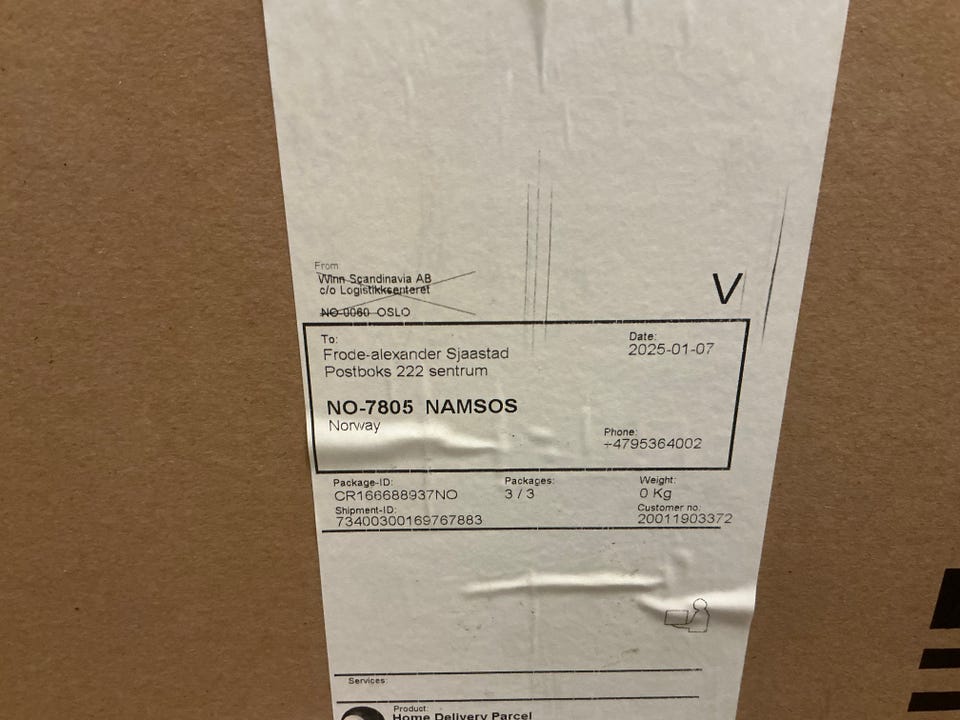 From
Winn Scandinavia AB
c/o Logistikksenteret
NO-0060 OSLO
V
To:
Frode-alexander Sjaastad
Postboks 222 sentrum
NO-7805 NAMSOS
Norway
Date:
2025-01-07
Phone:
+4795364002
Package-ID:
CR166688937NO
Packages:
3 / 3
Weight:
0 Kg
Shipment-ID:
73400300169767883
Customer no:
20011903372
Services:
Product:
Home Delivery Parcel